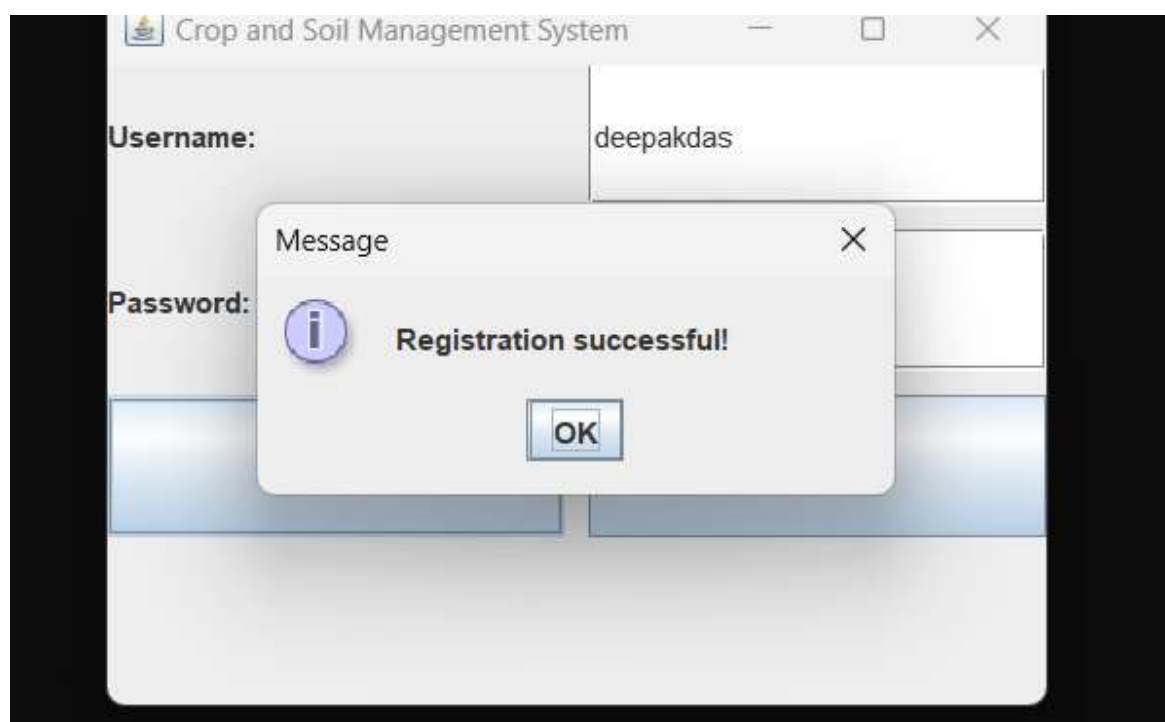 Crop and Soil Management System
Username:
deepakdas
Message
Password:
i
Registration successful!
OK